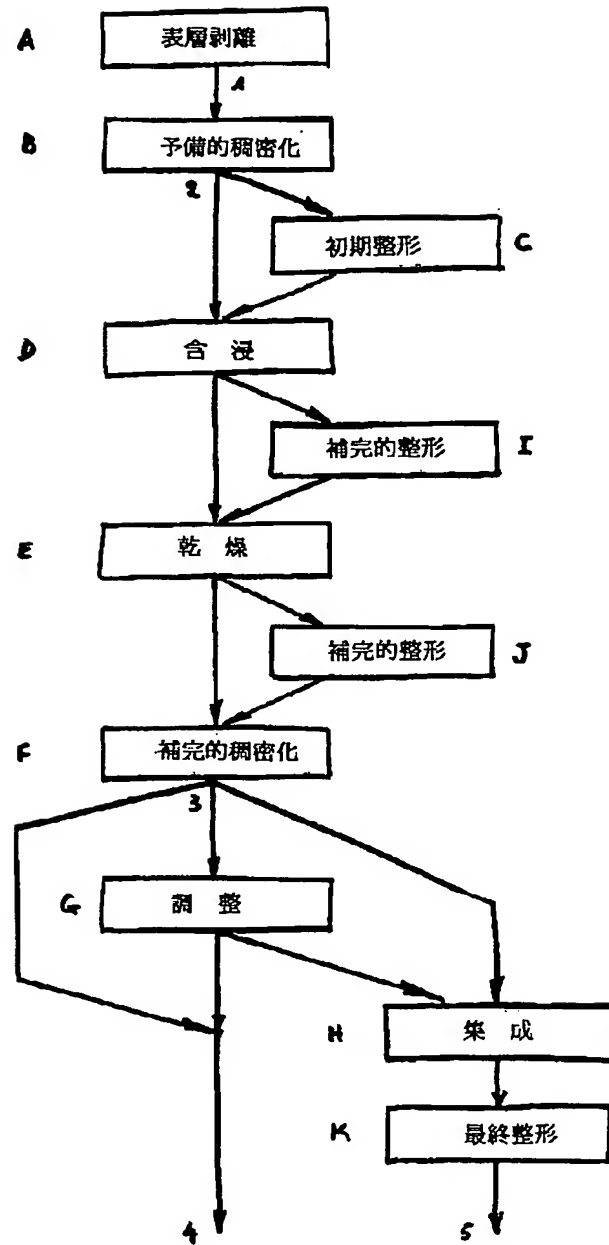 A 表層剥離
1
B 予備的稠密化
2
初期整形 C
D 含 浸
補完的整形 I
E 乾 燥
補完的整形 J
F 補完的稠密化
3
G 調 整
H 集 成
K 最終整形
4 5